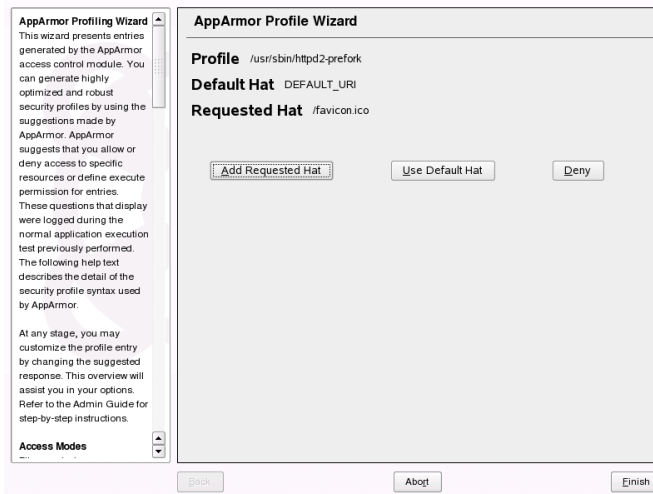 AppArmor Profiling Wizard
This wizard presents entries
generated by the AppArmor
access control module. You
can generate highly
optimized and robust
security profiles by using the
suggestions made by
AppArmor. AppArmor
suggests that you allow or
deny access to specific
resources or define execute
permission for entries.
These questions that display
were logged during the
normal application execution
test previously performed.
The following help text
describes the detail of the
security profile syntax used
by AppArmor.
At any stage, you may
customize the profile entry
by changing the suggested
response. This overview will
assist you in your options.
Refer to the Admin Guide for
step-by-step instructions.
Access Modes
AppArmor Profile Wizard
Profile /usr/sbin/httpd2-prefork
Default Hat DEFAULT_URI
Requested Hat /favicon.ico
Add Requested Hat Use Default Hat Deny
Back Abort Finish